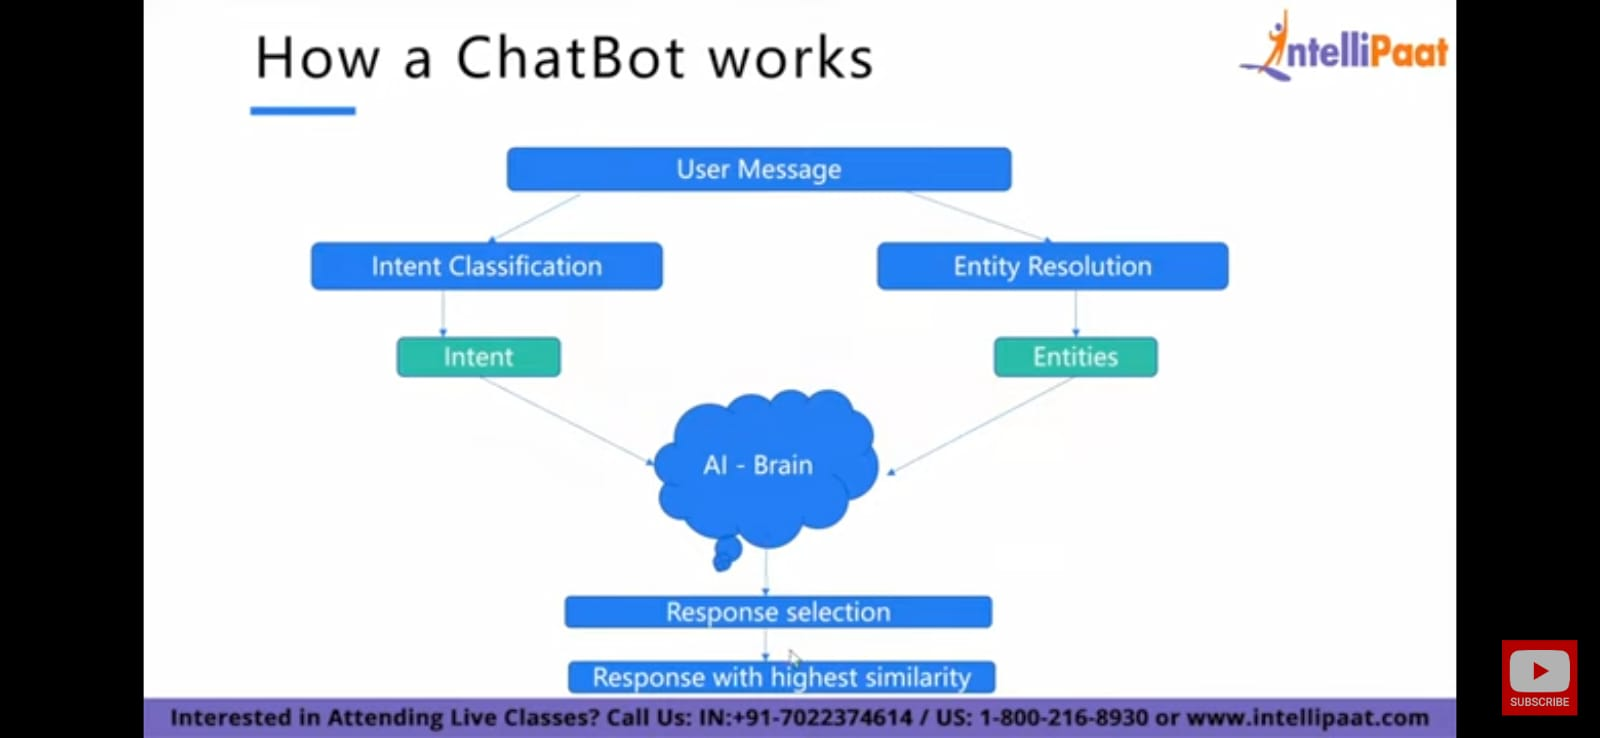 How a ChatBot works
IntelliPaat
User Message
Intent Classification
Entity Resolution
Intent
Entities
AI - Brain
Response selection
Response with highest similarity
Interested in Attending Live Classes? Call Us: IN:+91-7022374614 / US: 1-800-216-8930 or www.intellipaat.com
SUBSCRIBE